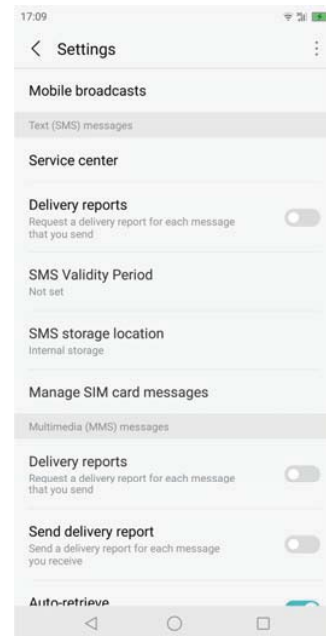 17:09
Settings
Mobile broadcasts
Text (SMS) messages
Service center
Delivery reports
Request a delivery report for each message
that you send
SMS Validity Period
Not set
SMS storage location
Internal storage
Manage SIM card messages
Multimedia (MMS) messages
Delivery reports
Request a delivery report for each message
that you send
Send delivery report
Send a delivery report for each message
you receive
Auto-retrieve